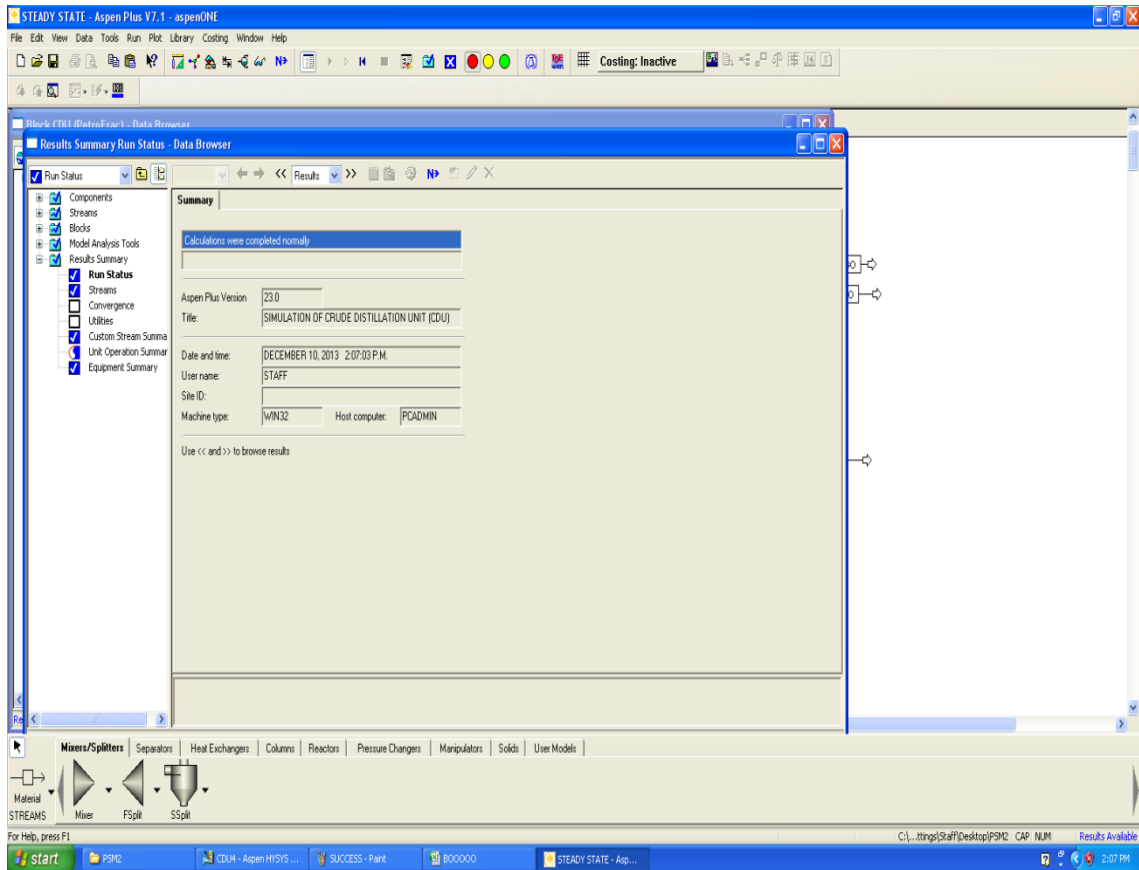 STEADY STATE - Aspen Plus V7.1 - aspenONE
File Edit View Data Tools Run Plot Library Costing Window Help
N> Costing: Inactive
Block CDU (PetroFrac) - Data Browser
Results Summary Run Status - Data Browser
Run Status << Results >> N>
Components
Streams
Blocks
Model Analysis Tools
Results Summary
Run Status
Streams
Convergence
Utilities
Custom Stream Summa
Unit Operation Summar
Equipment Summary
Summary
Calculations were completed normally
Aspen Plus Version 23.0
Title: SIMULATION OF CRUDE DISTILLATION UNIT (CDU)
Date and time: DECEMBER 10, 2013 2:07:03 P.M.
User name: STAFF
Site ID:
Machine type: WIN32 Host computer: PCADMIN
Use << and >> to browse results
Re
Mixers/Splitters Separators Heat Exchangers Columns Reactors Pressure Changers Manipulators Solids User Models
Material
STREAMS Mixer FSplit SSplit
For Help, press F1 C:\...ttings\Staff\Desktop\PSM2 CAP NUM Results Available
start PSM2 CDU4 - Aspen HYSYS ... SUCCESS - Paint BOOOOOO STEADY STATE - Asp... 2:07 PM